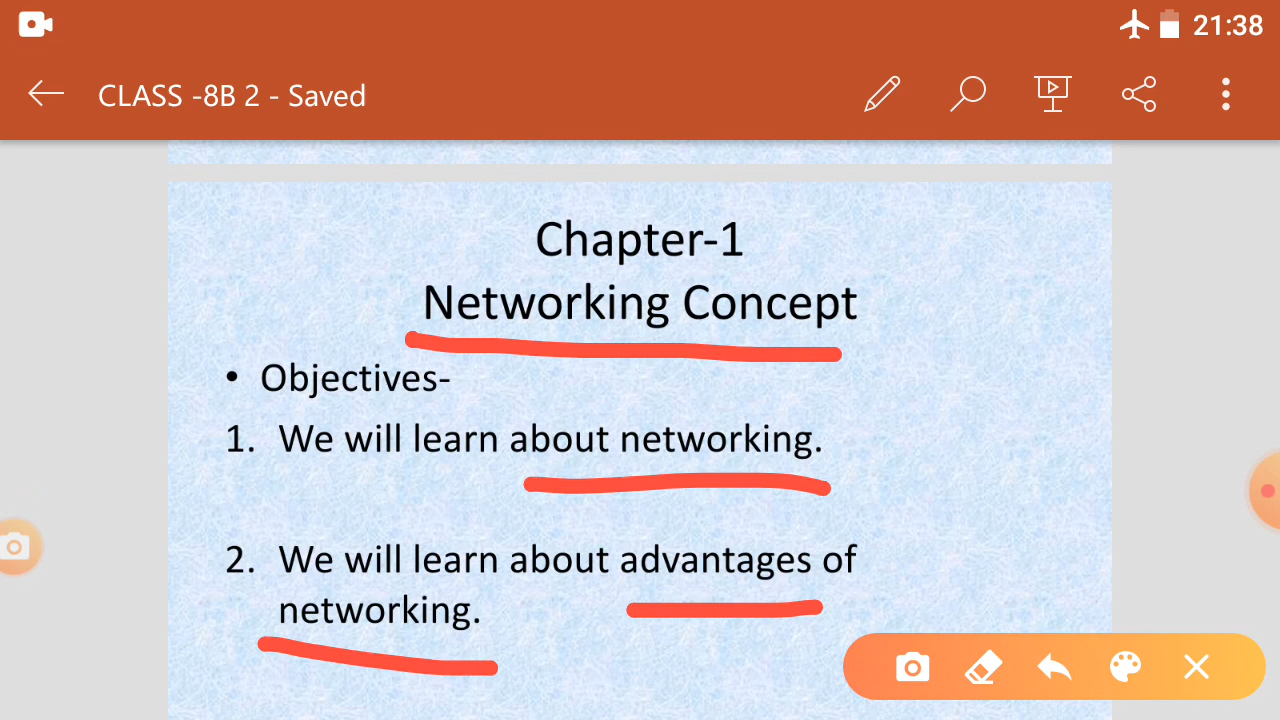 21:38
CLASS -8B 2 - Saved
Chapter-1
Networking Concept
• Objectives-
1. We will learn about networking.
2. We will learn about advantages of
networking.